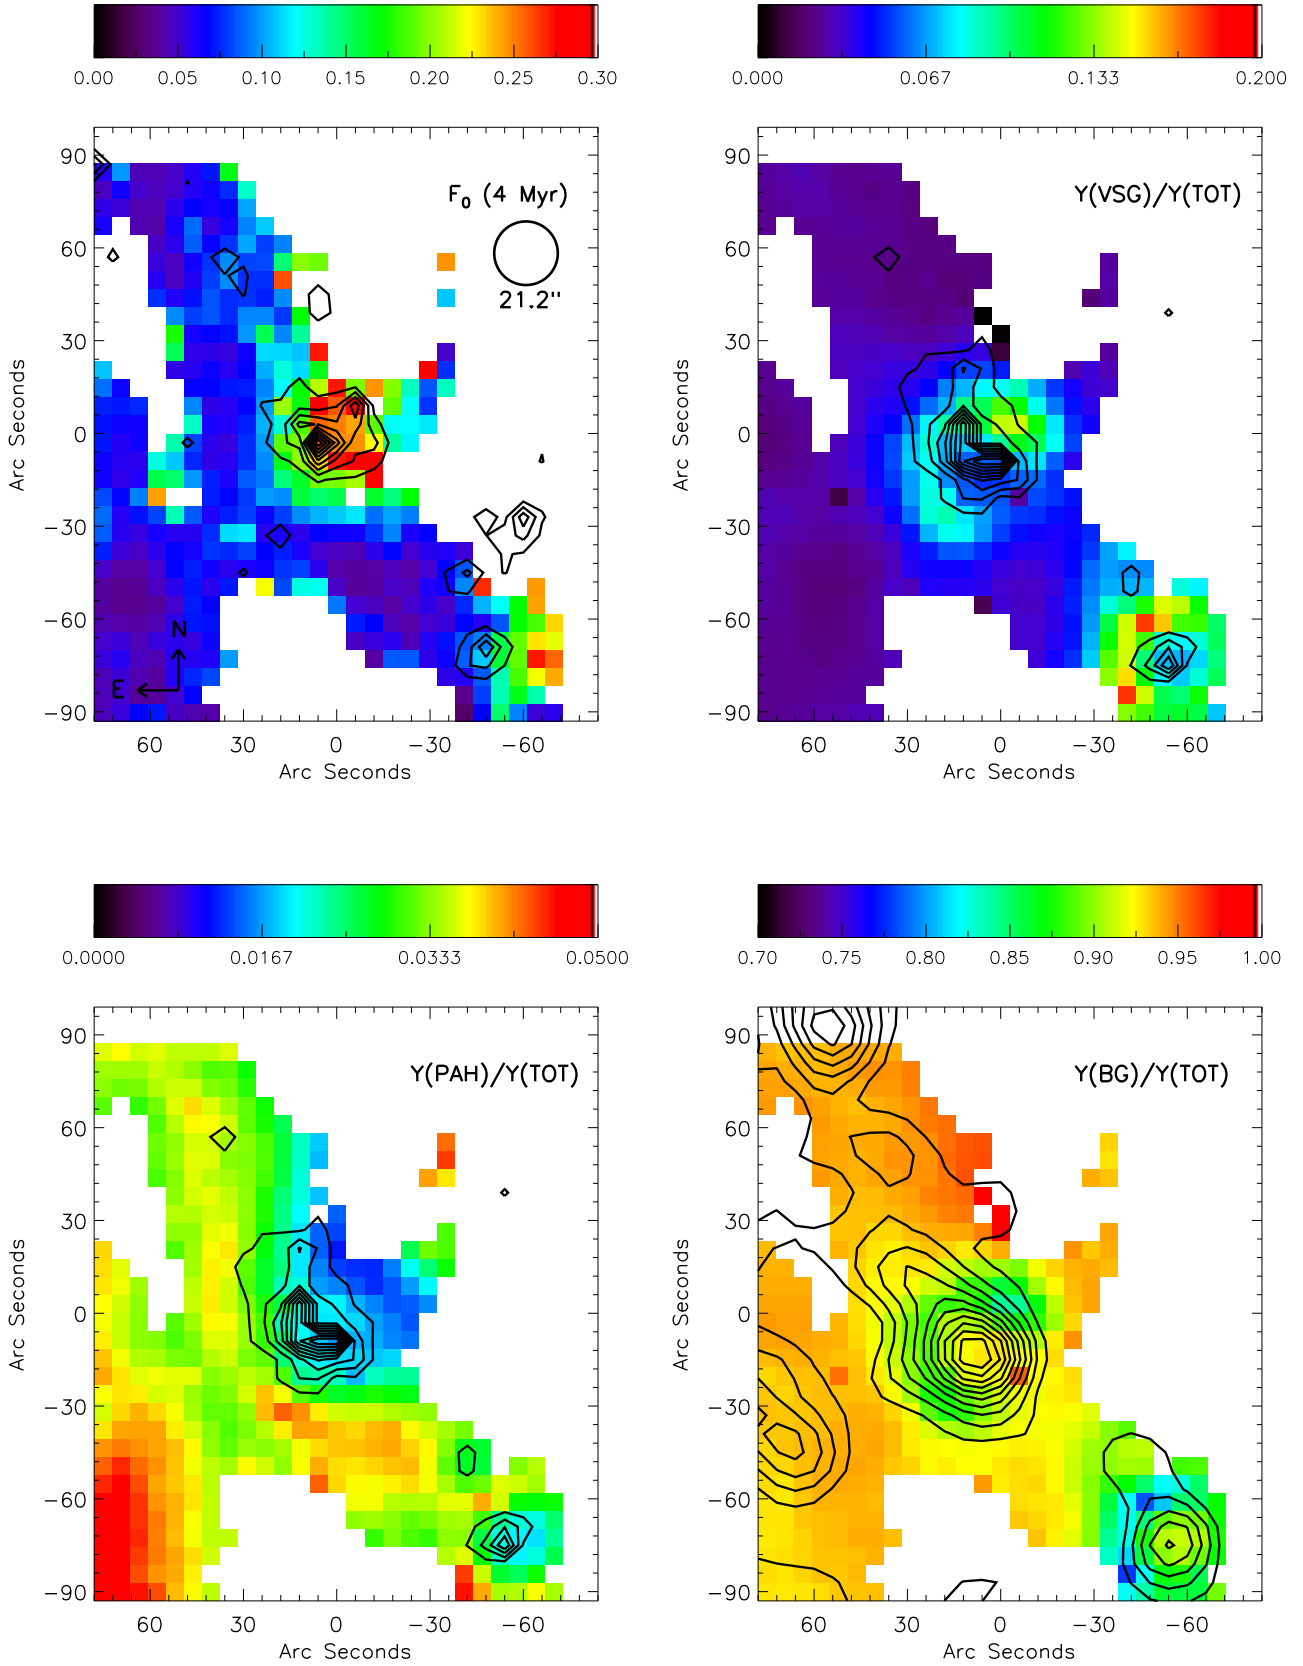 0.00 0.05 0.10 0.15 0.20 0.25 0.30
0.000 0.067 0.133 0.200
F0 (4 Myr)
21.2"
N
E
90
60
30
0
−30
−60
−90
Arc Seconds
60 30 0 −30 −60
Arc Seconds
Y(VSG)/Y(TOT)
90
60
30
0
−30
−60
−90
Arc Seconds
60 30 0 −30 −60
Arc Seconds
0.0000 0.0167 0.0333 0.0500
0.70 0.75 0.80 0.85 0.90 0.95 1.00
Y(PAH)/Y(TOT)
90
60
30
0
−30
−60
−90
Arc Seconds
60 30 0 −30 −60
Arc Seconds
Y(BG)/Y(TOT)
90
60
30
0
−30
−60
−90
Arc Seconds
60 30 0 −30 −60
Arc Seconds